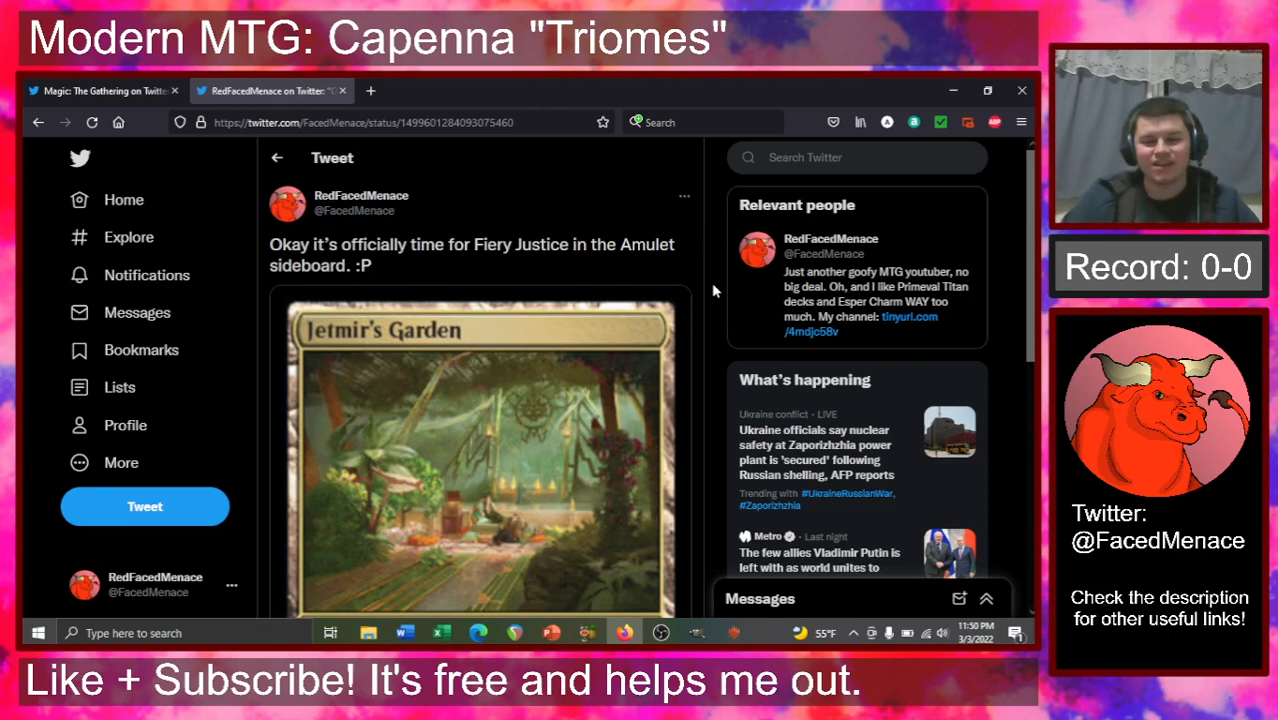 Modern MTG: Capenna "Triomes"
Magic: The Gathering on Twitte
RedFacedMenace on Twitter: "O
https://twitter.com/FacedMenace/status/1499601284093075460
Search
Home
Explore
Notifications
Messages
Bookmarks
Lists
Profile
More
Tweet
RedFacedMenace
@FacedMenace
Tweet
RedFacedMenace
@FacedMenace
Okay it's officially time for Fiery Justice in the Amulet
sideboard. :P
Jetmir's Garden
Search Twitter
Relevant people
RedFacedMenace
@FacedMenace
Just another goofy MTG youtuber, no
big deal. Oh, and I like Primeval Titan
decks and Esper Charm WAY too
much. My channel: tinyurl.com
/4mdjc58v
What's happening
Ukraine conflict · LIVE
Ukraine officials say nuclear
safety at Zaporizhzhia power
plant is 'secured' following
Russian shelling, AFP reports
Trending with #UkraineRussianWar,
#Zaporizhzhia
Metro · Last night
The few allies Vladimir Putin is
left with as world unites to
Messages
Type here to search
55°F
11:50 PM
3/3/2022
Record: 0-0
Twitter:
@FacedMenace
Check the description
for other useful links!
Like + Subscribe! It's free and helps me out.